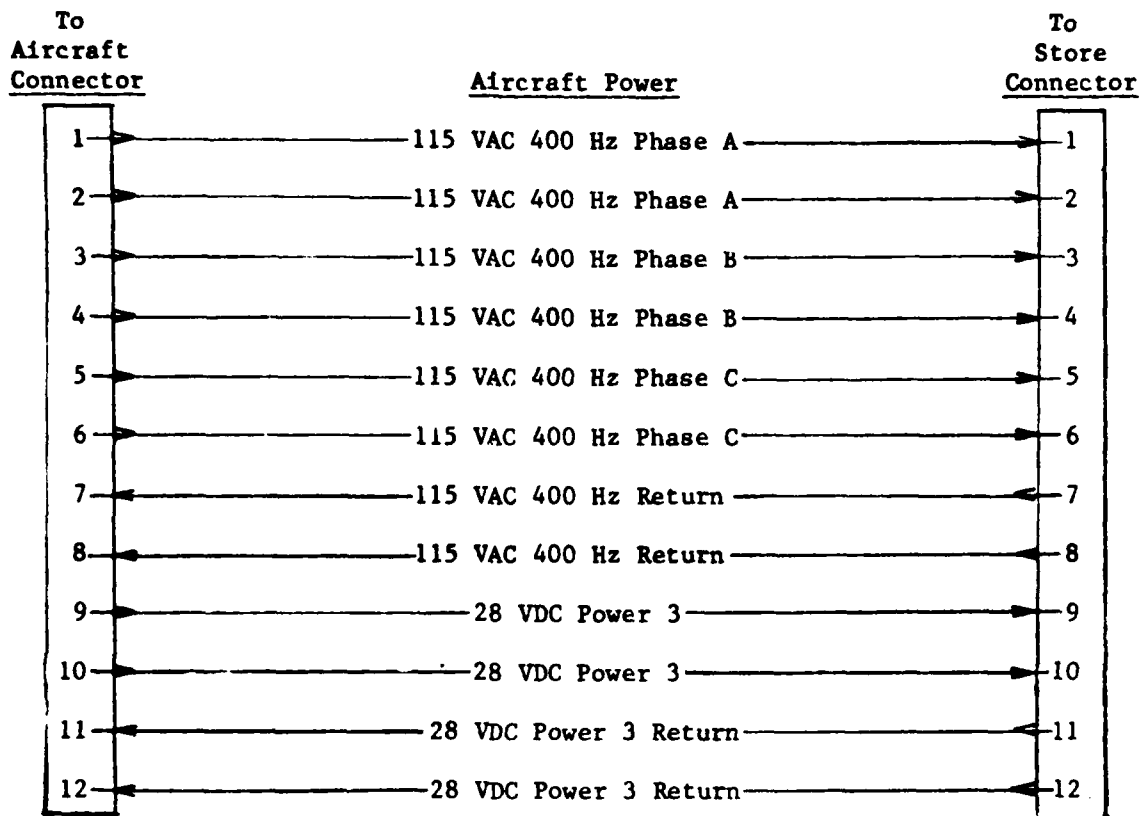 To
Aircraft
Connector
Aircraft Power
To
Store
Connector
1 115 VAC 400 Hz Phase A 1
2 115 VAC 400 Hz Phase A 2
3 115 VAC 400 Hz Phase B 3
4 115 VAC 400 Hz Phase B 4
5 115 VAC 400 Hz Phase C 5
6 115 VAC 400 Hz Phase C 6
7 115 VAC 400 Hz Return 7
8 115 VAC 400 Hz Return 8
9 28 VDC Power 3 9
10 28 VDC Power 3 10
11 28 VDC Power 3 Return 11
12 28 VDC Power 3 Return 12